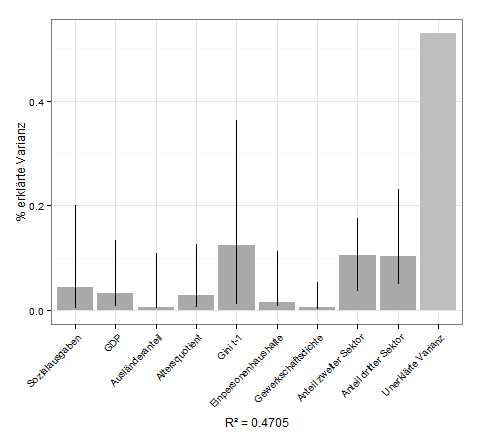 % erklärte Varianz
0.4
0.2
0.0
Sozialausgaben
GDP
Ausländeranteil
Altersquotient
Gini t-1
Einpersonenhaushalte
Gewerkschaftsdichte
Anteil zweiter Sektor
Anteil dritter Sektor
Unerklärte Varianz
R² = 0.4705